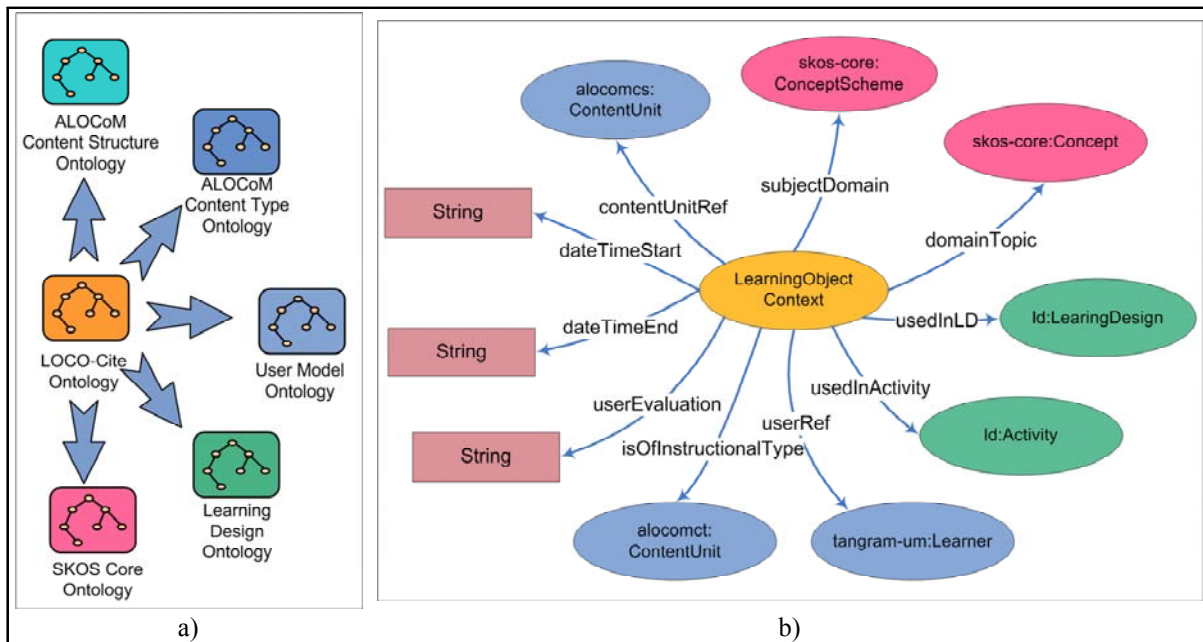 ALOCoM
Content Structure
Ontology
ALOCoM
Content Type
Ontology
LOCO-Cite
Ontology
User Model
Ontology
Learning
Design
Ontology
SKOS Core
Ontology
a)
alocomcs:
ContentUnit
skos-core:
ConceptScheme
skos-core:Concept
String
contentUnitRef
subjectDomain
dateTimeStart
domainTopic
LearningObject
Context
dateTimeEnd
usedInLD
ld:LearingDesign
String
userEvaluation
usedInActivity
userRef
isOfInstructionalType
ld:Activity
String
alocomct:
ContentUnit
tangram-um:Learner
b)